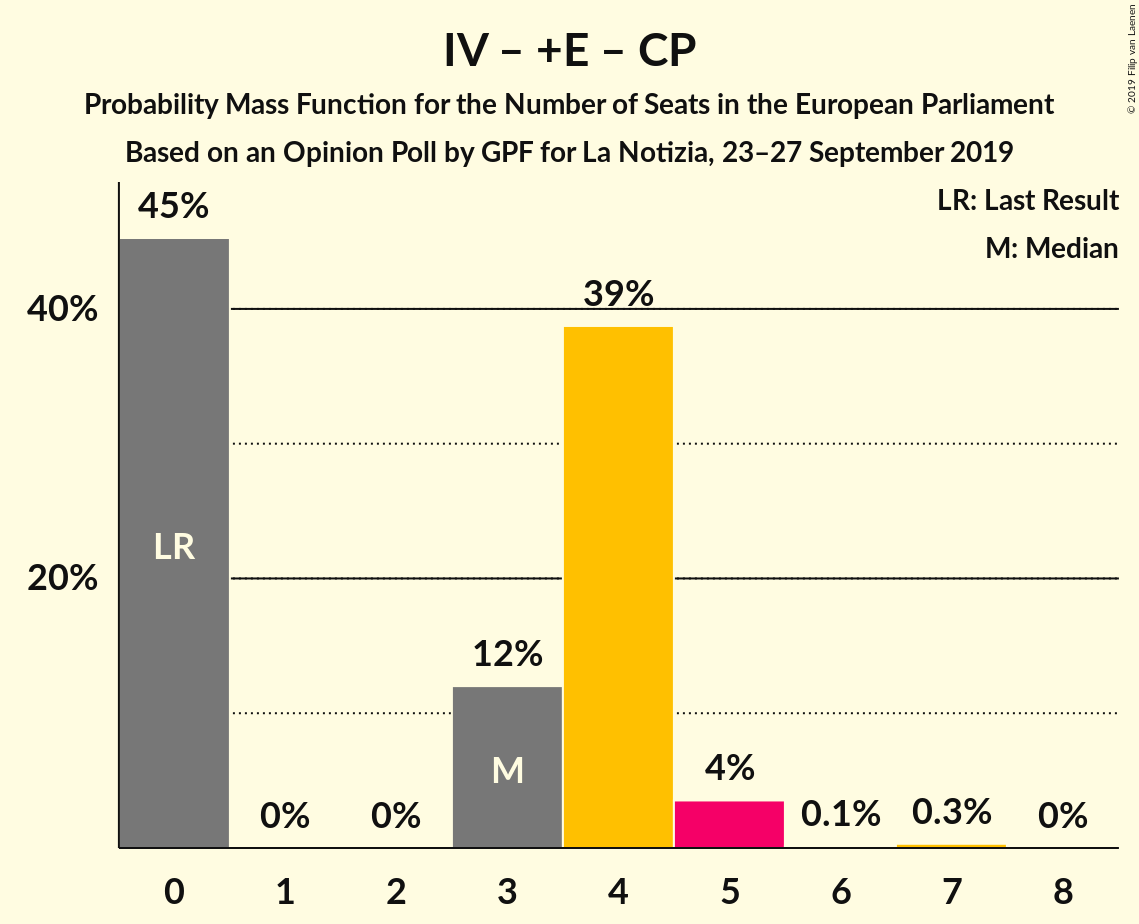 IV – +E – CP
Probability Mass Function for the Number of Seats in the European Parliament
Based on an Opinion Poll by GPF for La Notizia, 23–27 September 2019
© 2019 Filip van Laenen
LR: Last Result
M: Median
45%
39%
40%
LR
20%
12%
M
4%
0% 0% 0.1% 0.3% 0%
0 1 2 3 4 5 6 7 8